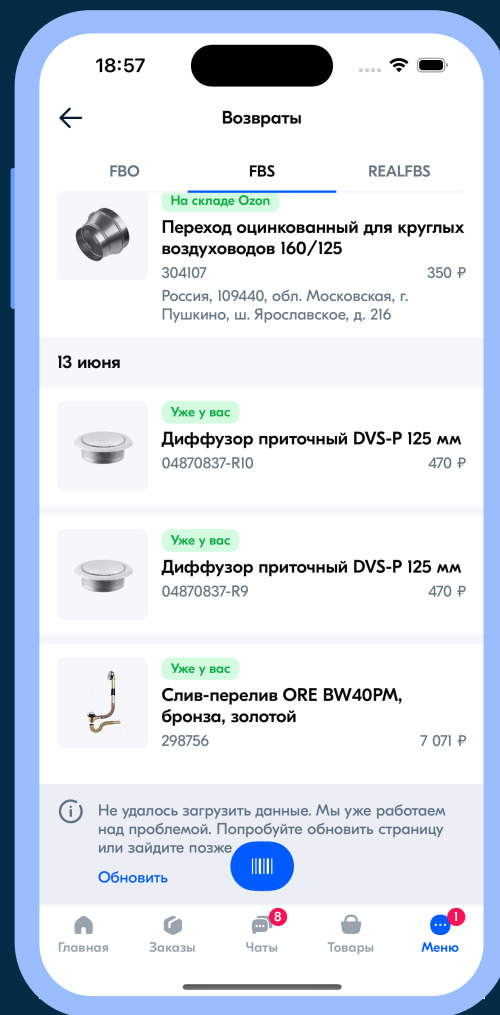 18:57
Возвраты
FBO
FBS
REALFBS
На складе Ozon
Переход оцинкованный для круглых
воздуховодов 160/125
304107
350 ₽
Россия, 109440, обл. Московская, г.
Пушкино, ш. Ярославское, д. 216
13 июня
Уже у вас
Диффузор приточный DVS-P 125 мм
04870837-R10
470 ₽
Уже у вас
Диффузор приточный DVS-P 125 мм
04870837-R9
470 ₽
Уже у вас
Слив-перелив ORE BW40PM,
бронза, золотой
298756
7 071 ₽
Не удалось загрузить данные. Мы уже работаем
над проблемой. Попробуйте обновить страницу
или зайдите позже
Обновить
8
1
Главная
Заказы
Чаты
Товары
Меню